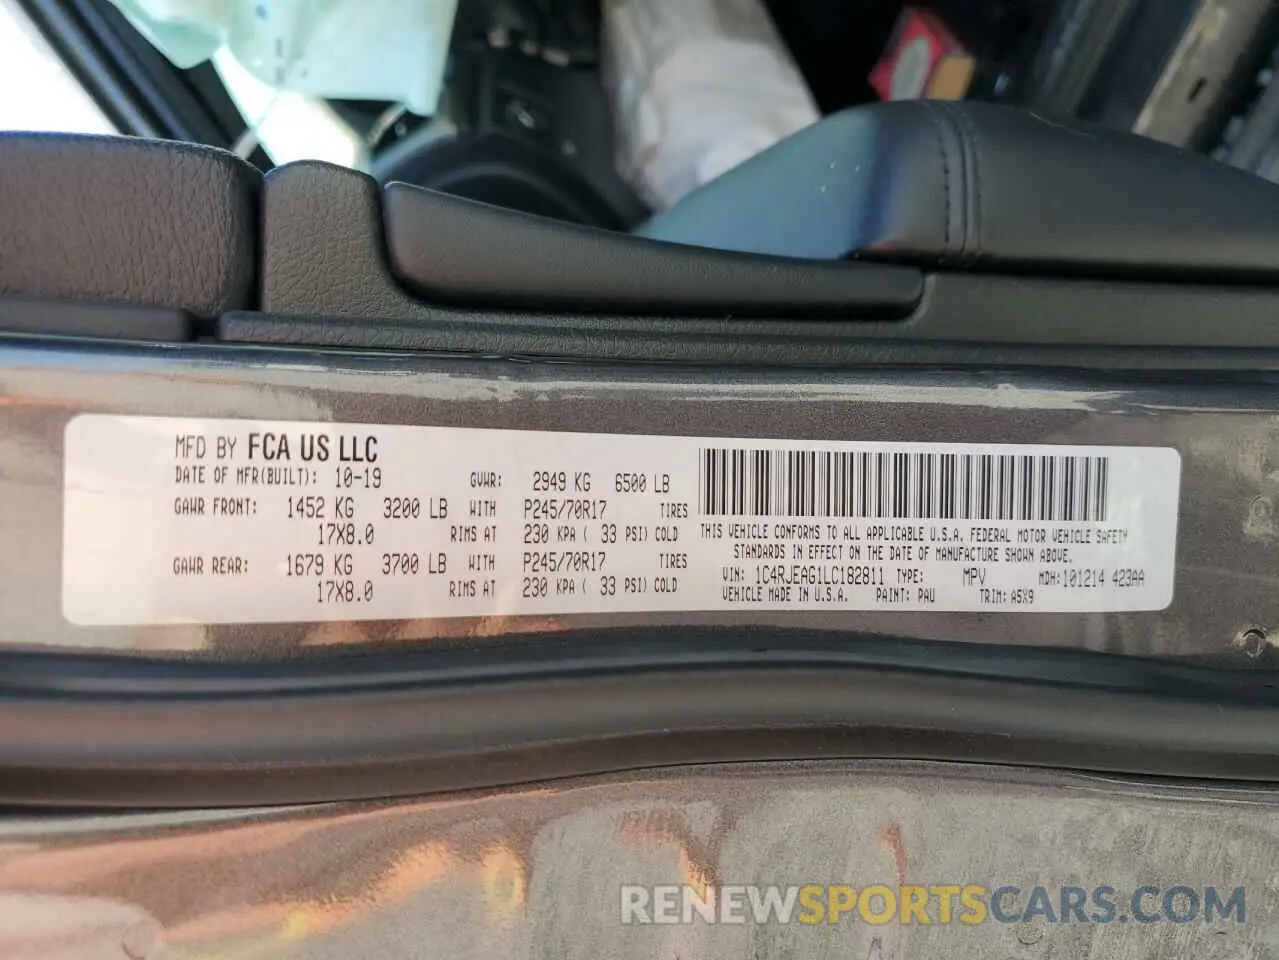 MFD BY FCA US LLC
DATE OF MFR(BUILT): 10-19 GVWR: 2949 KG 6500 LB
GAWR FRONT: 1452 KG 3200 LB WITH P245/70R17 TIRES
17X8.0 RIMS AT 230 KPA ( 33 PSI) COLD
GAWR REAR: 1679 KG 3700 LB WITH P245/70R17 TIRES
17X8.0 RIMS AT 230 KPA ( 33 PSI) COLD
THIS VEHICLE CONFORMS TO ALL APPLICABLE U.S.A. FEDERAL MOTOR VEHICLE SAFETY
STANDARDS IN EFFECT ON THE DATE OF MANUFACTURE SHOWN ABOVE.
VIN: 1C4RJEAG1LC182811 TYPE: MPV MDH:101214 423AA
VEHICLE MADE IN U.S.A. PAINT: PAU TRIM: A5X9
RENEWSPORTSCARS.COM